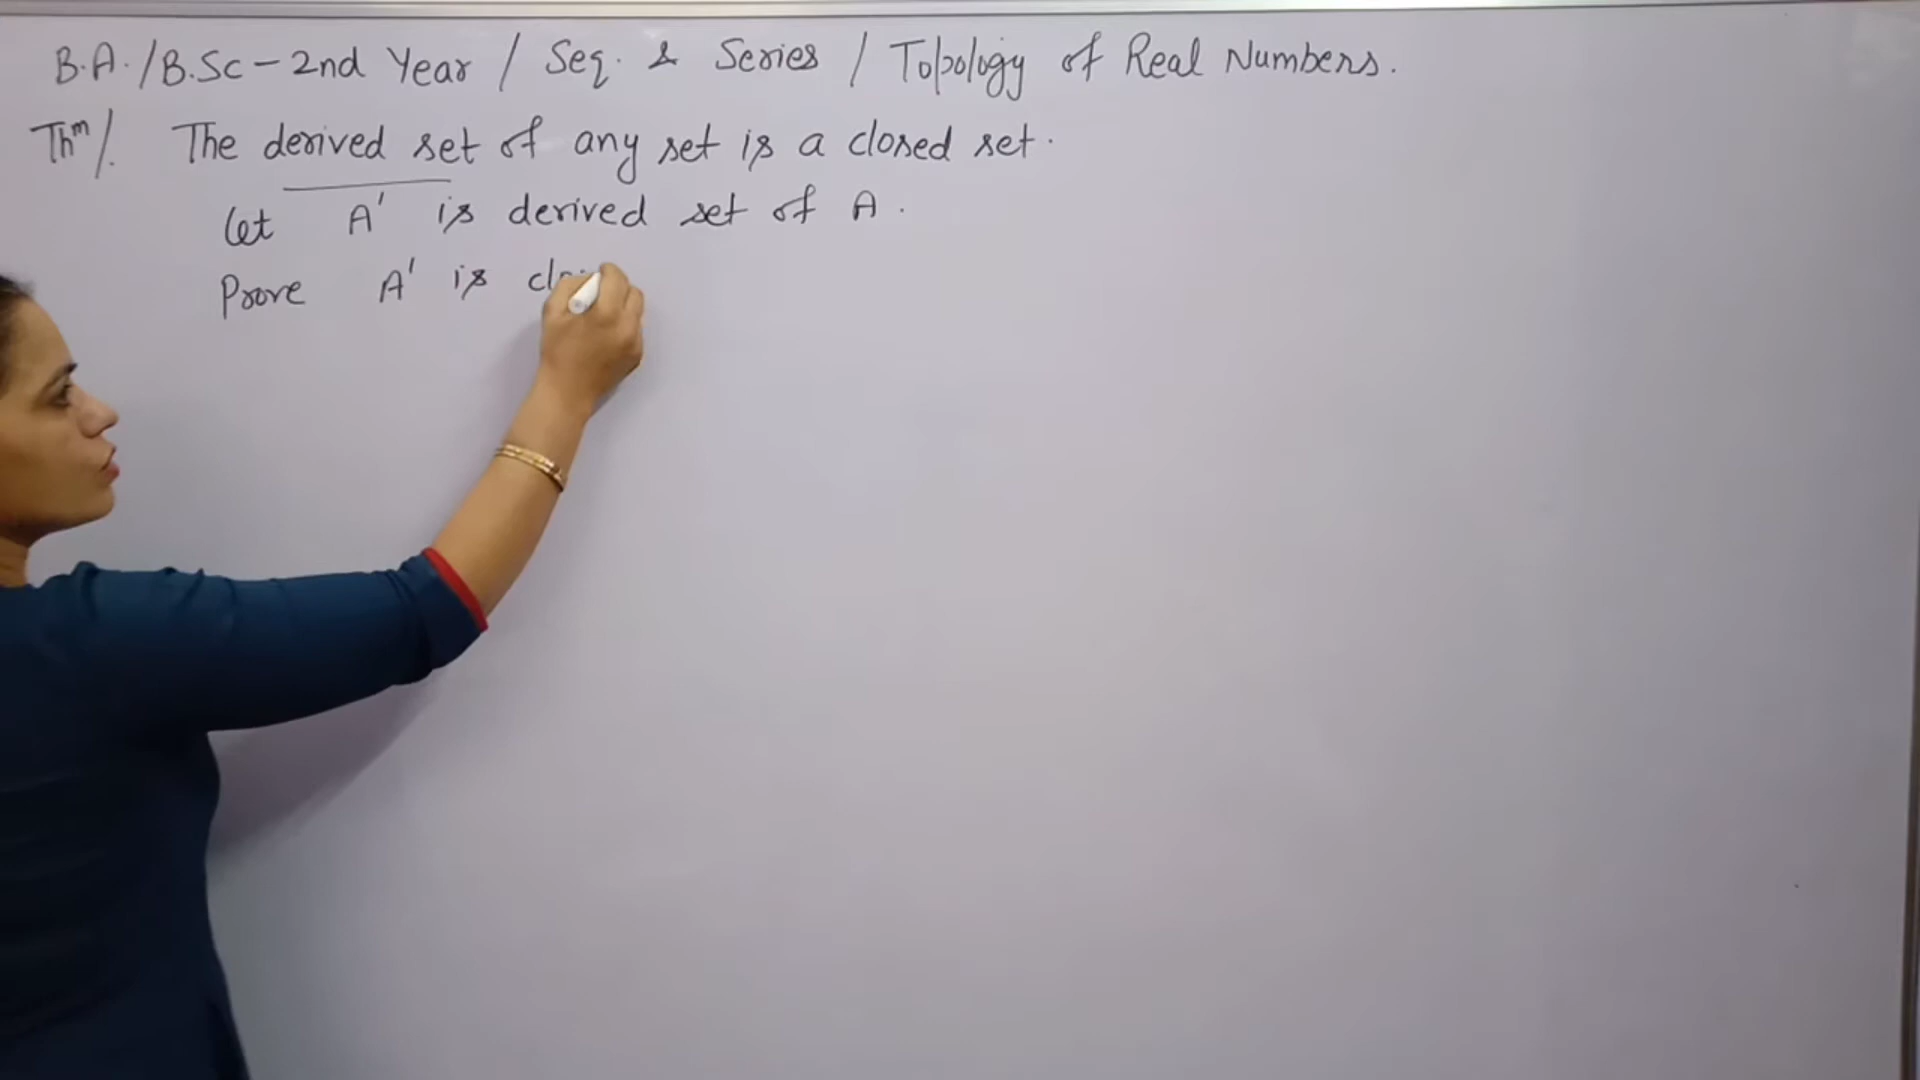 B.A./B.Sc - 2nd Year / Seq. & Series / Topology of Real Numbers.
Thm/. The derived set of any set is a closed set.
Let A' is derived set of A.
Prove A' is